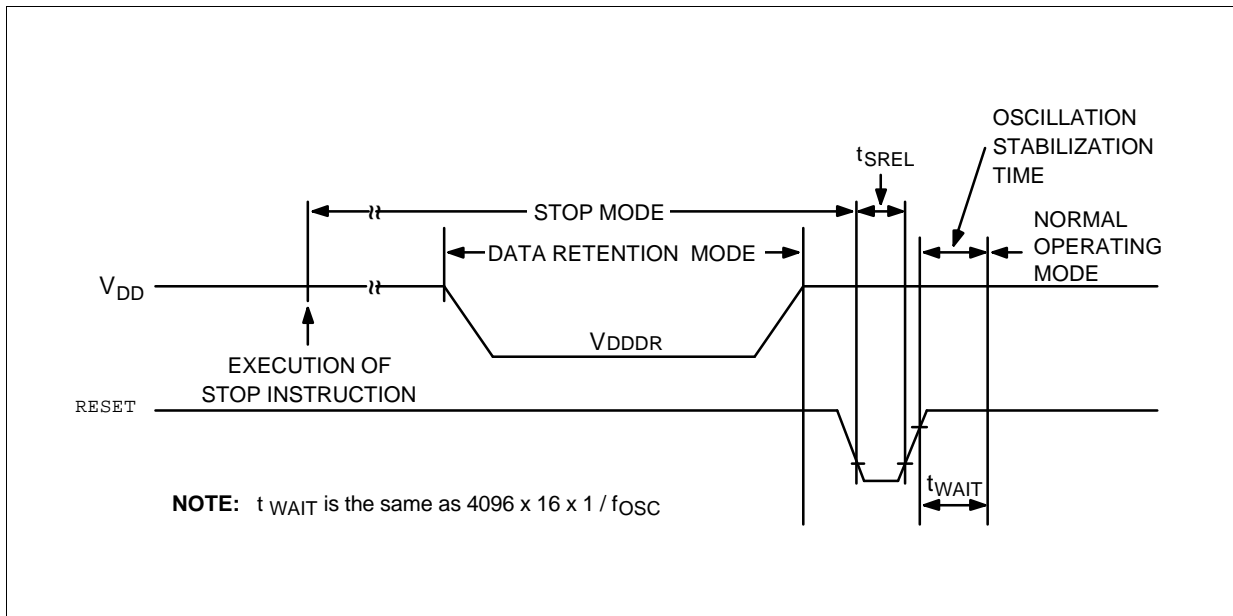 OSCILLATION
STABILIZATION
TIME
tSREL
STOP MODE
NORMAL
OPERATING
MODE
DATA RETENTION MODE
VDD
VDDDR
EXECUTION OF
STOP INSTRUCTION
RESET
tWAIT
NOTE: t WAIT is the same as 4096 x 16 x 1 / fOSC